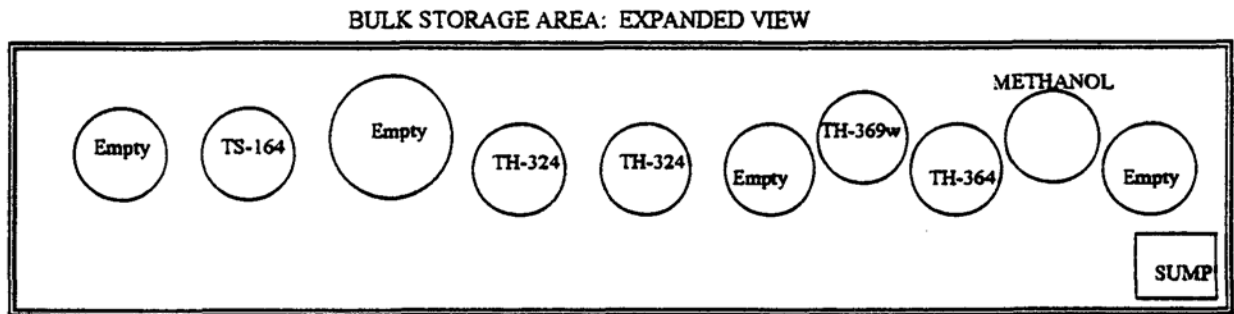 BULK STORAGE AREA: EXPANDED VIEW
METHANOL
Empty
TS-164
Empty
TH-324
TH-324
Empty
TH-369w
TH-364
Empty
SUMP